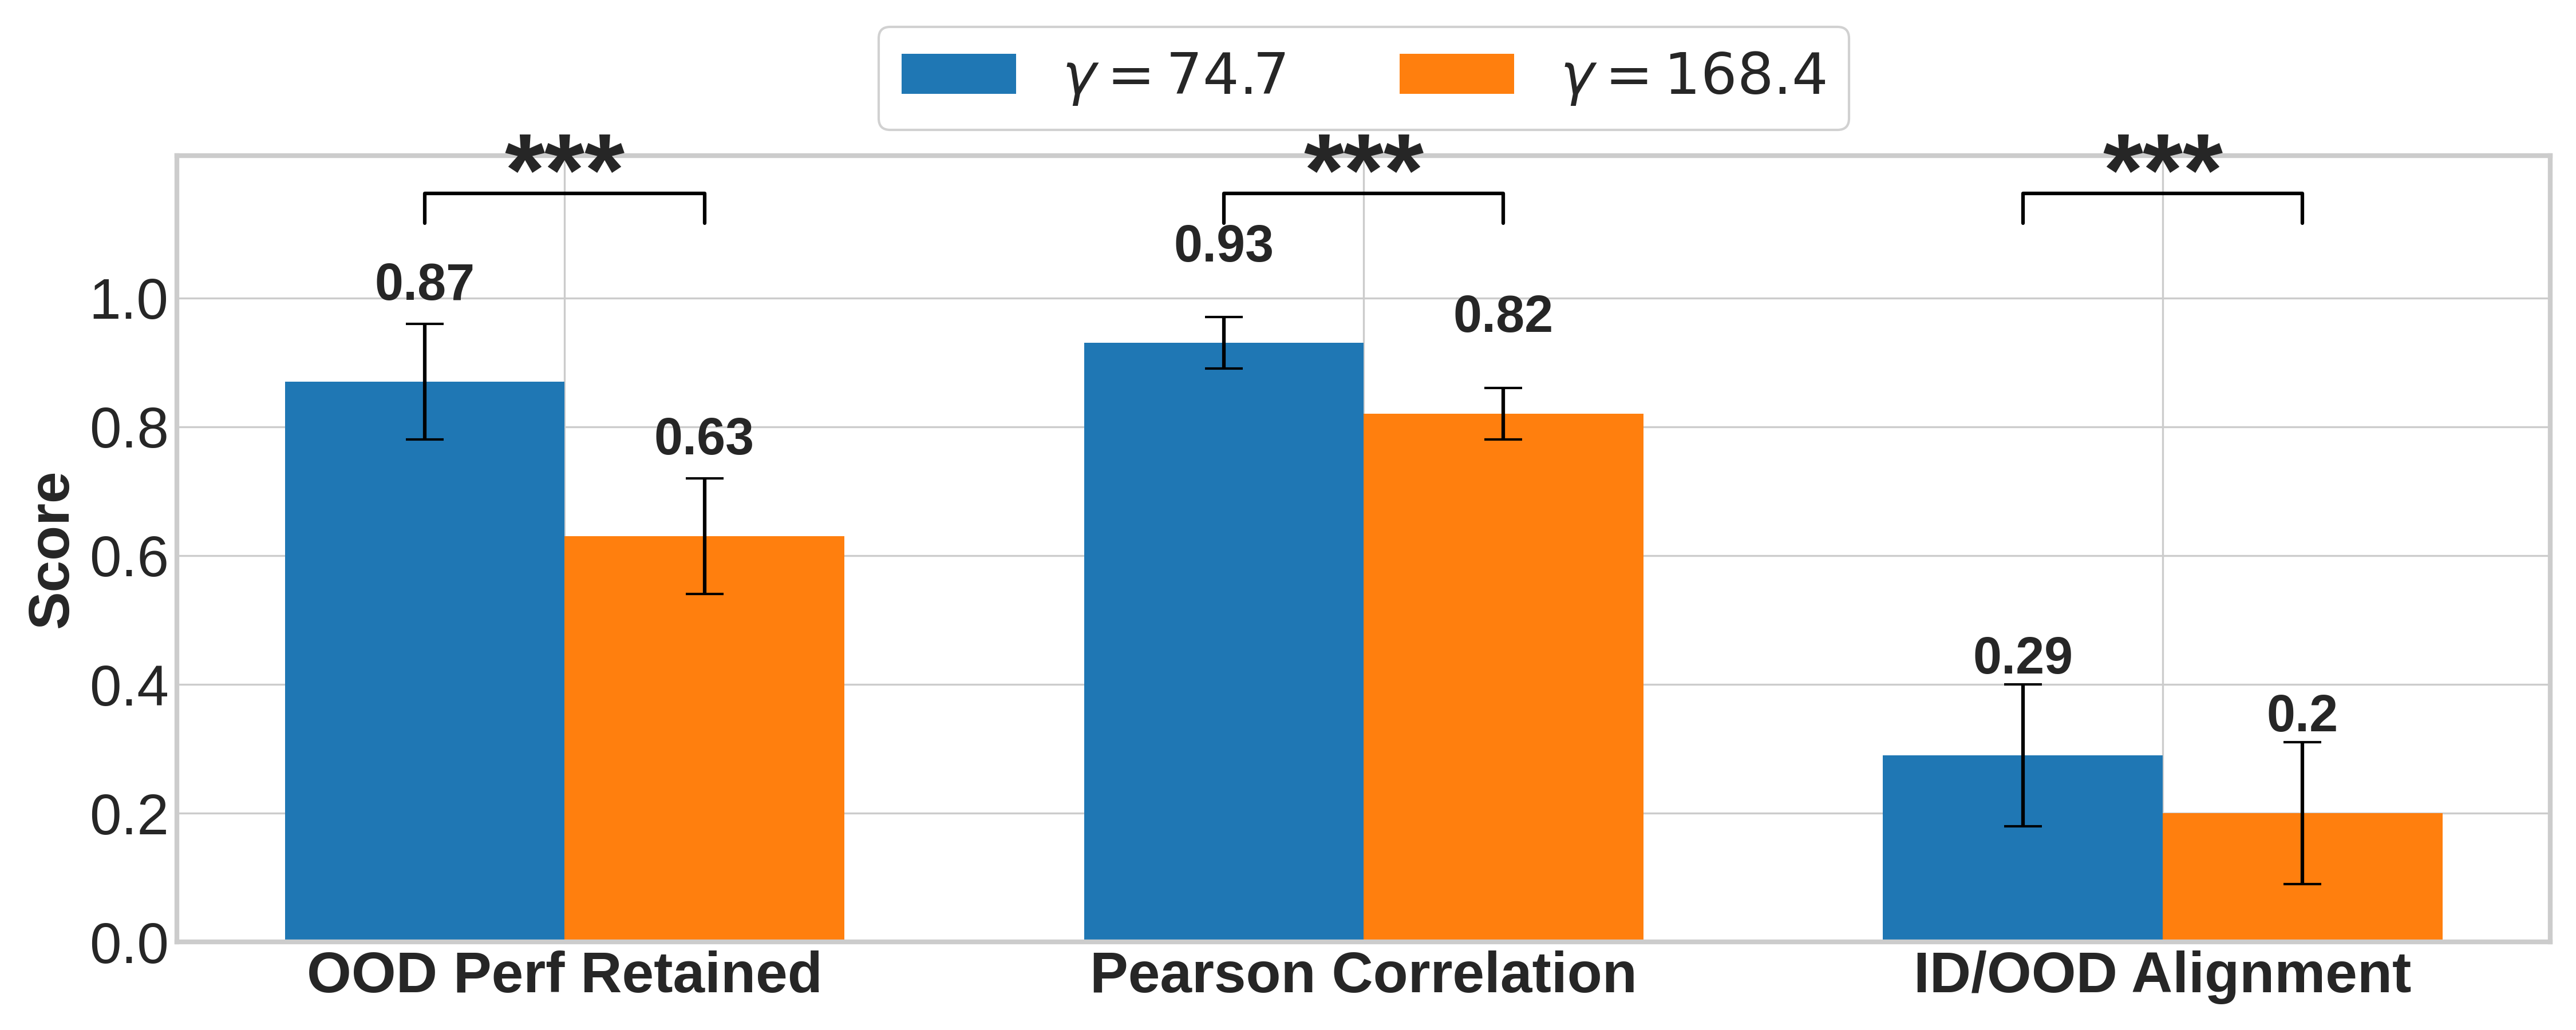 γ = 74.7
γ = 168.4
***
***
***
0.87
0.63
0.93
0.82
0.29
0.2
Score
1.0
0.8
0.6
0.4
0.2
0.0
OOD Perf Retained
Pearson Correlation
ID/OOD Alignment